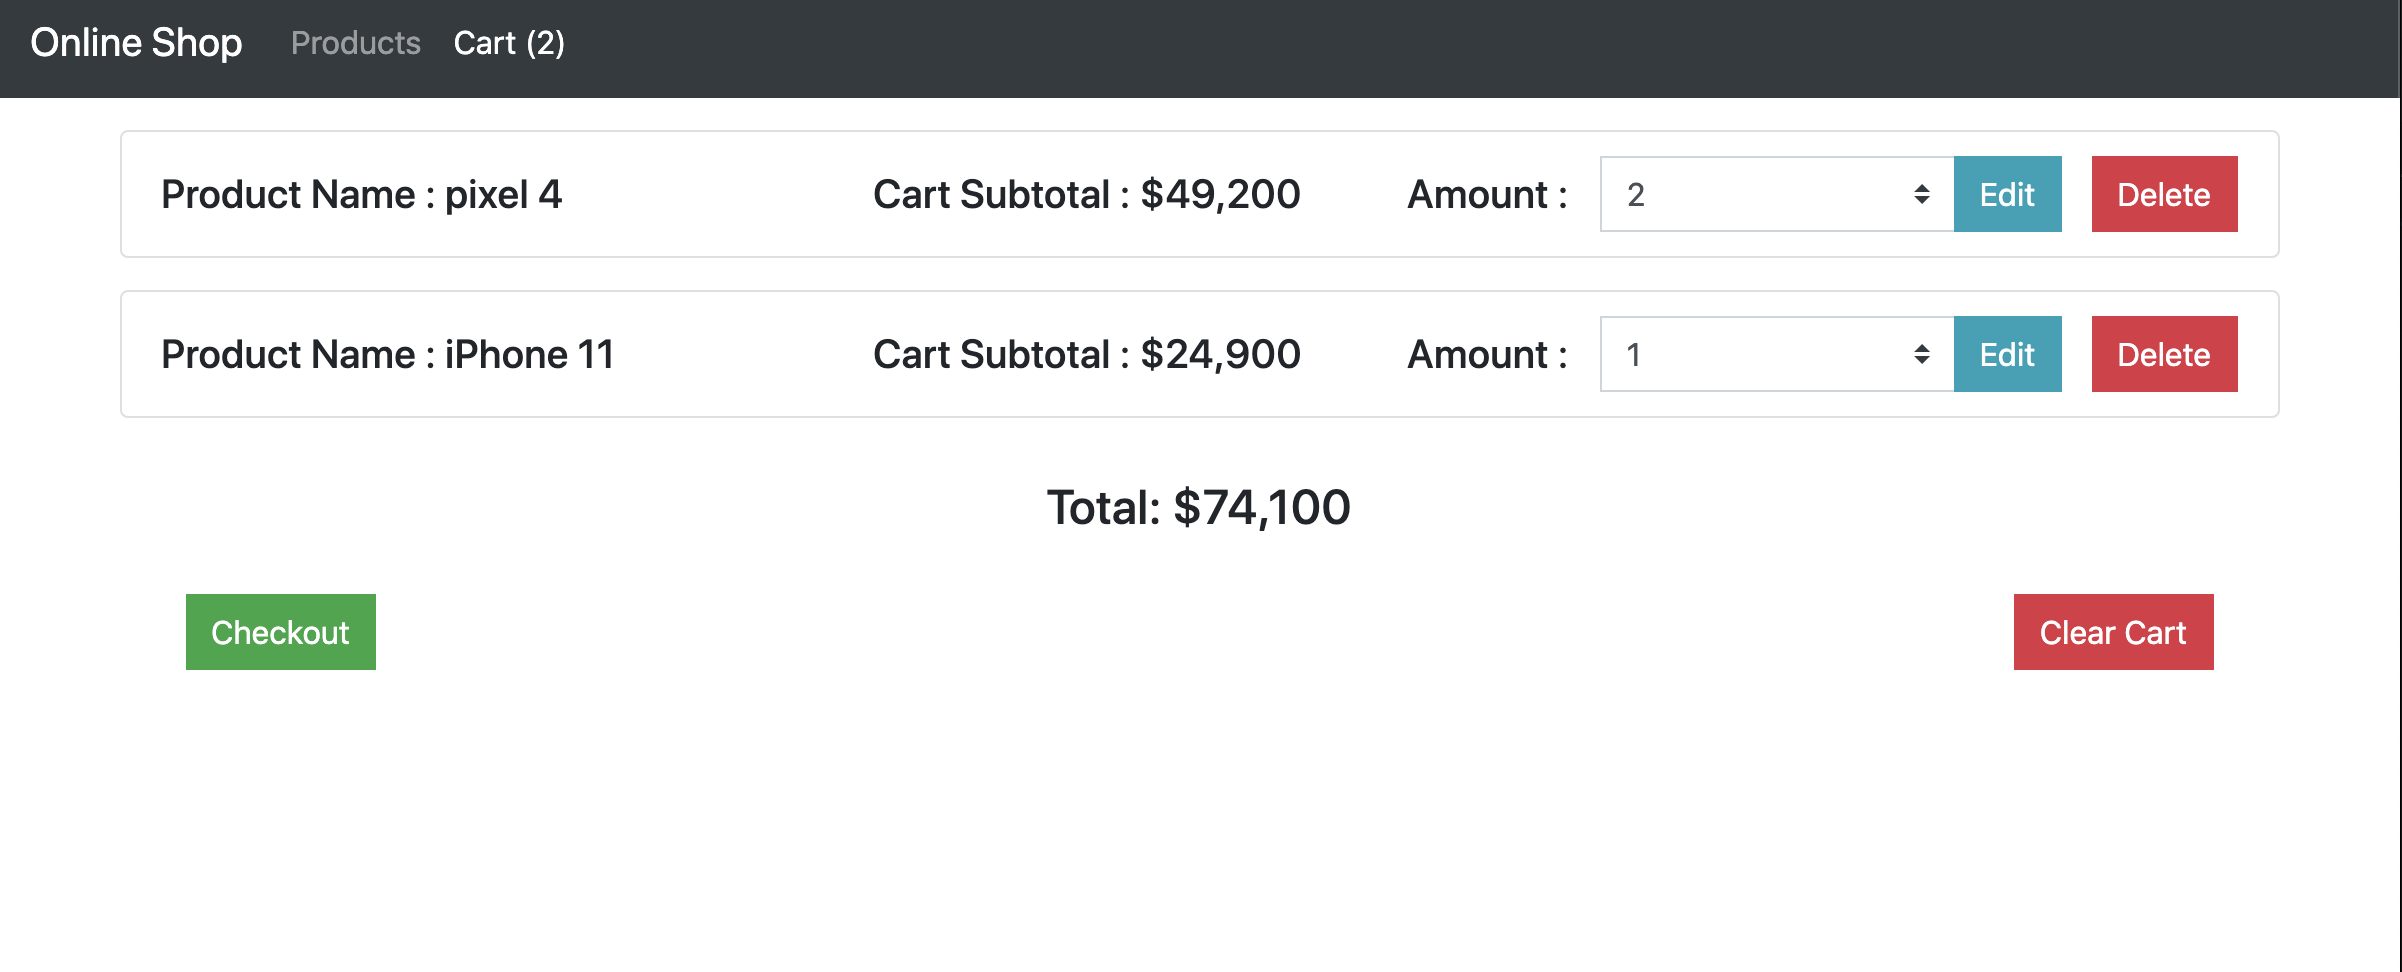 Online Shop Products Cart (2)
Product Name : pixel 4 Cart Subtotal : $49,200 Amount : 2 Edit Delete
Product Name : iPhone 11 Cart Subtotal : $24,900 Amount : 1 Edit Delete
Total: $74,100
Checkout Clear Cart